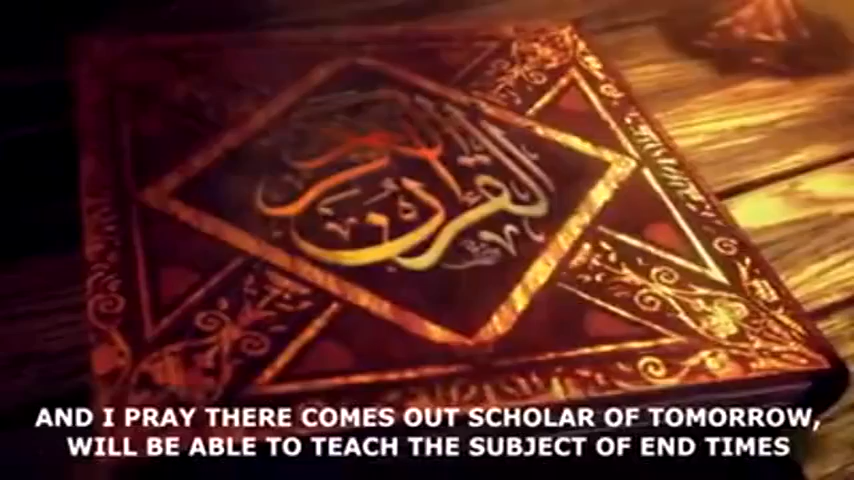 القرآن الكريم
AND I PRAY THERE COMES OUT SCHOLAR OF TOMORROW,
WILL BE ABLE TO TEACH THE SUBJECT OF END TIMES